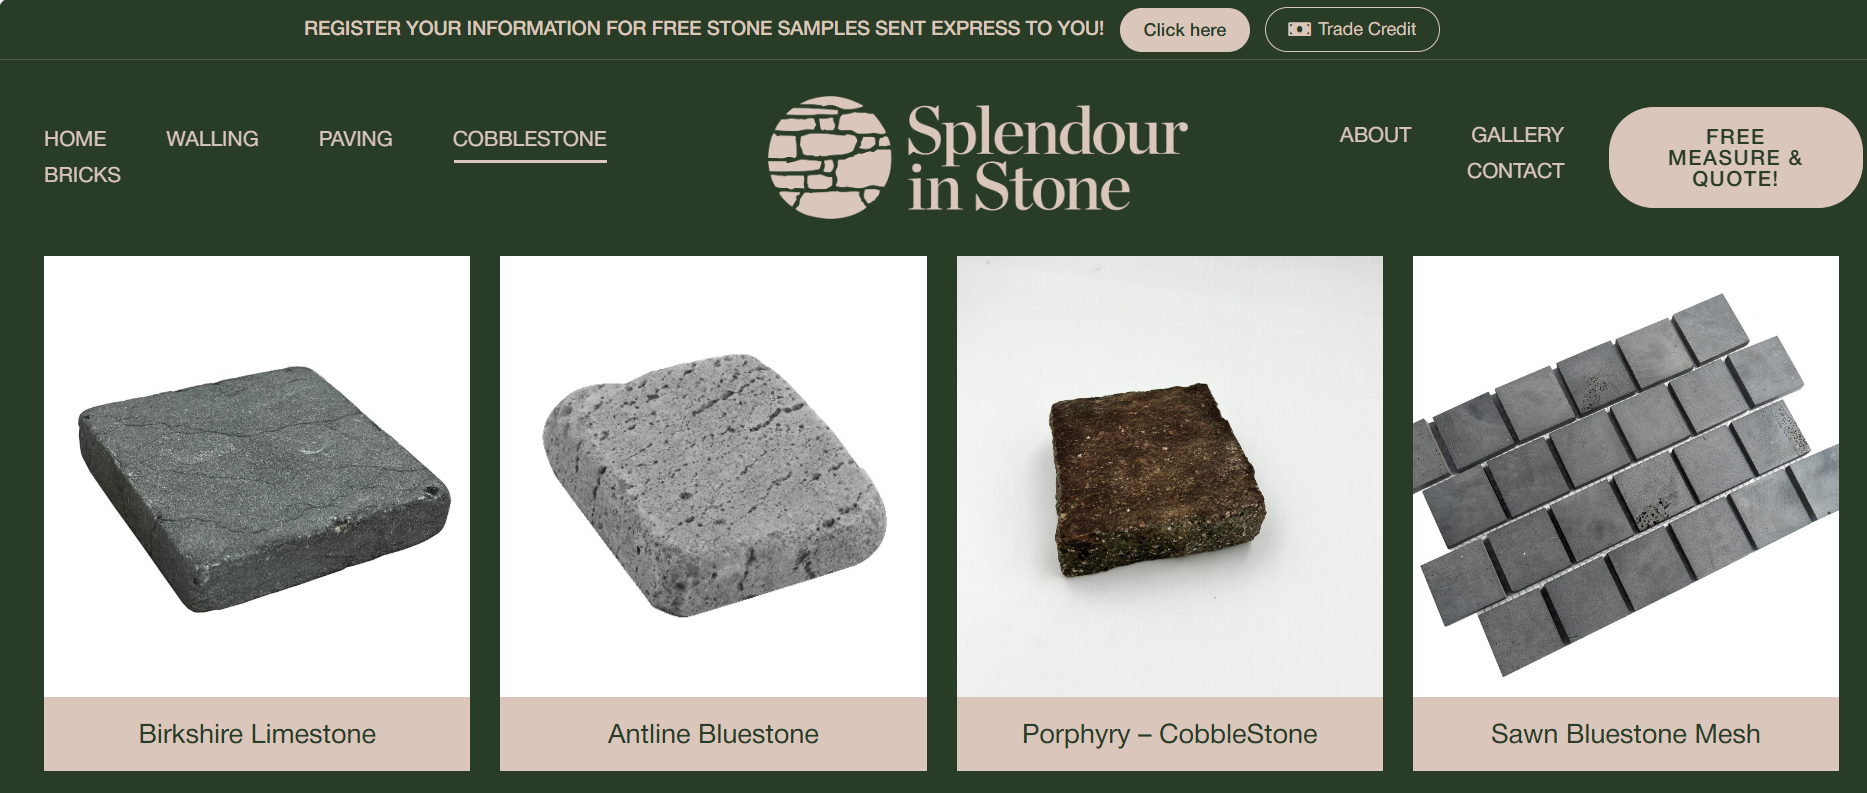 REGISTER YOUR INFORMATION FOR FREE STONE SAMPLES SENT EXPRESS TO YOU!
Click here
Trade Credit
HOME
WALLING
PAVING
COBBLESTONE
BRICKS
Splendour
in Stone
ABOUT
GALLERY
CONTACT
FREE
MEASURE &
QUOTE!
Birkshire Limestone
Antline Bluestone
Porphyry – CobbleStone
Sawn Bluestone Mesh